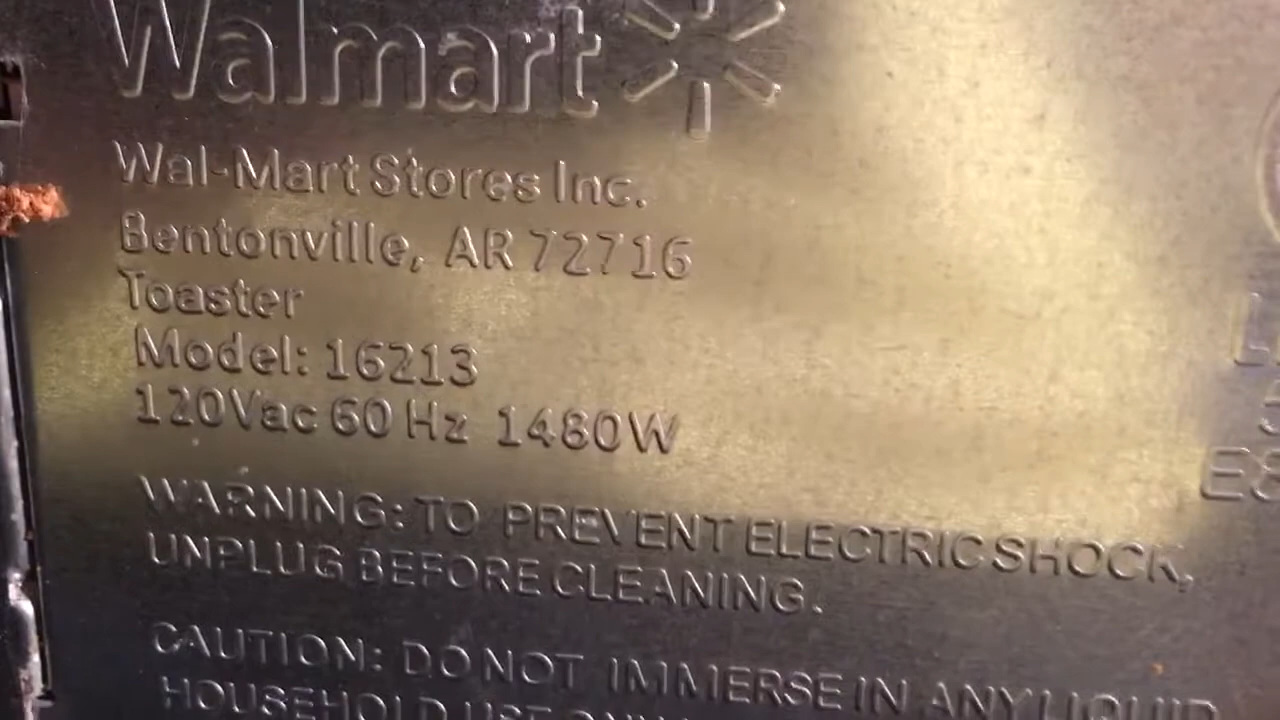 Walmart
Wal-Mart Stores Inc.
Bentonville, AR 72716
Toaster
Model: 16213
120Vac 60 Hz 1480W
WARNING: TO PREVENT ELECTRIC SHOCK,
UNPLUG BEFORE CLEANING.
CAUTION: DO NOT IMMERSE IN ANY LIQUID
HOUSEHOLD USE ONLY